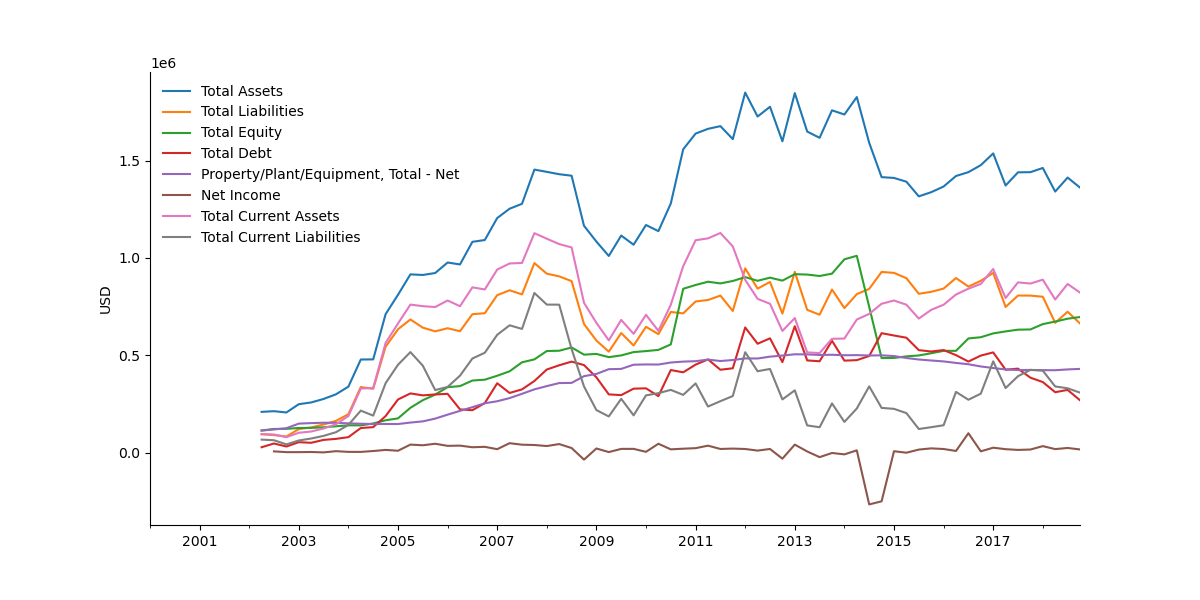 1e6
Total Assets
Total Liabilities
Total Equity
Total Debt
Property/Plant/Equipment, Total - Net
Net Income
Total Current Assets
Total Current Liabilities
1.5
1.0
0.5
0.0
USD
2001 2003 2005 2007 2009 2011 2013 2015 2017